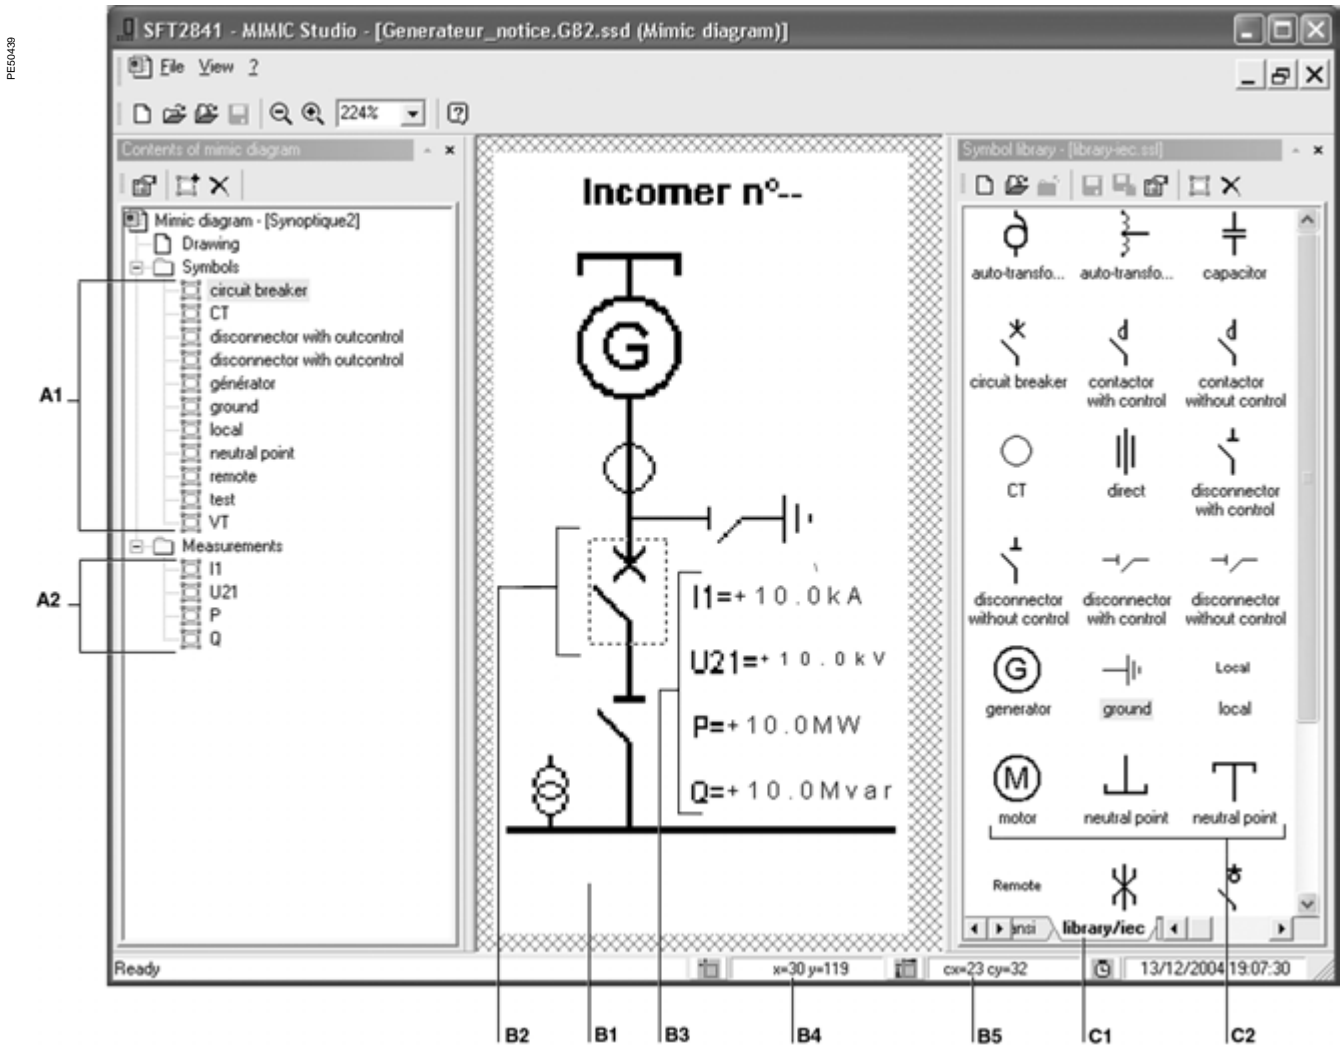 PE50439
SFT2841 - MIMIC Studio - [Generateur_notice.G82.ssd (Mimic diagram)]
File View ?
224%
Contents of mimic diagram
Mimic diagram - [Synoptique2]
Drawing
Symbols
circuit breaker
CT
disconnector with outcontrol
disconnector with outcontrol
générator
ground
local
neutral point
remote
test
VT
Measurements
I1
U21
P
Q
A1
A2
Incomer n°--
G
I1=+10.0kA
U21=+10.0kV
P=+10.0MW
Q=+10.0Mvar
Symbol library - [library-iec.ssl]
auto-transfo... auto-transfo... capacitor
circuit breaker contactor with control contactor without control
CT direct disconnector with control
disconnector without control disconnector with control disconnector without control
G Local
generator ground local
M
motor neutral point neutral point
Remote
ansi library/iec
Ready x=30 y=119 cx=23 cy=32 13/12/2004 19:07:30
B2 B1 B3 B4 B5 C1 C2